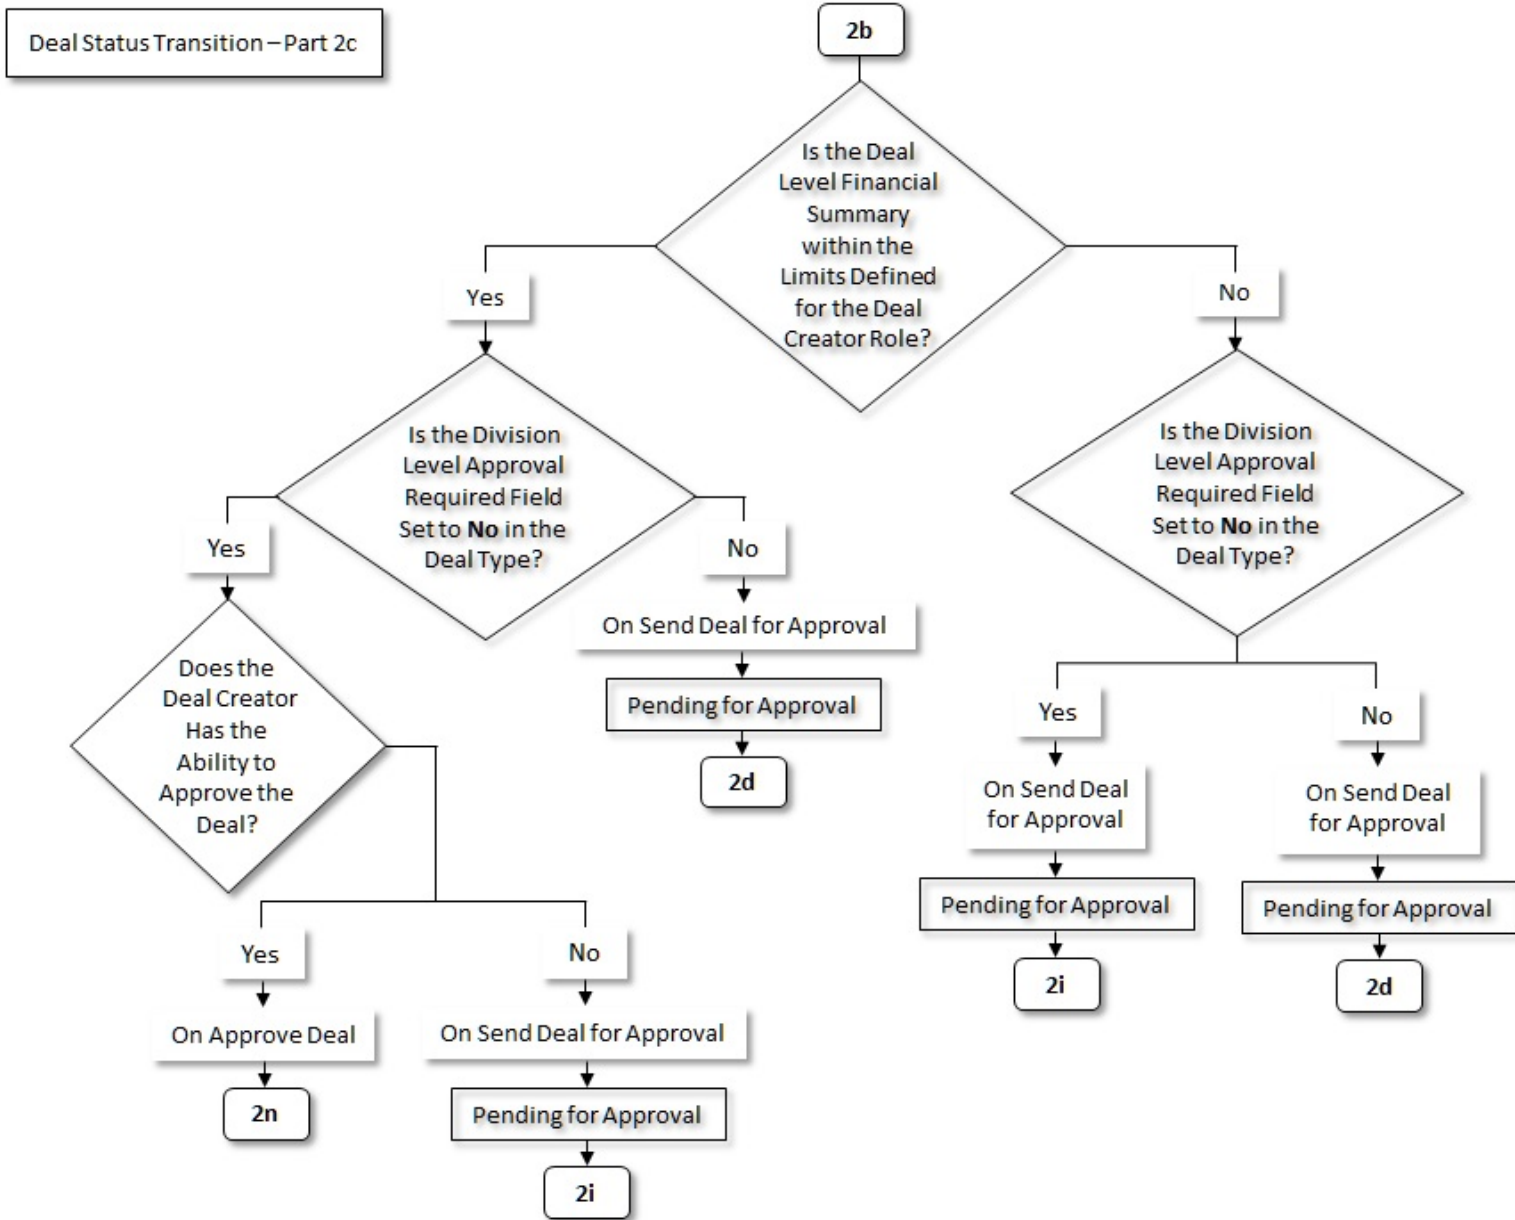 Deal Status Transition – Part 2c
2b
Is the Deal
Level Financial
Summary
within the
Limits Defined
for the Deal
Creator Role?
Yes
No
Is the Division
Level Approval
Required Field
Set to No in the
Deal Type?
Is the Division
Level Approval
Required Field
Set to No in the
Deal Type?
Yes
No
On Send Deal for Approval
Pending for Approval
2d
Does the
Deal Creator
Has the
Ability to
Approve the
Deal?
Yes
No
On Send Deal
for Approval
On Send Deal
for Approval
Pending for Approval
Pending for Approval
2i
2d
Yes
No
On Approve Deal
On Send Deal for Approval
2n
Pending for Approval
2i